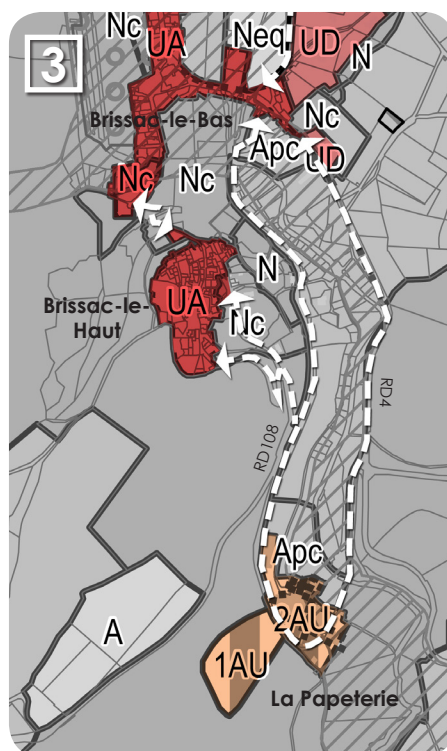 3
Nc
UA
Neq
UD
N
Brissac-le-Bas
Nc
Apc
UD
Nc
Nc
N
Brissac-le-
Haut
UA
Nc
RD4
RD108
Apc
2AU
A
1AU
La Papeterie